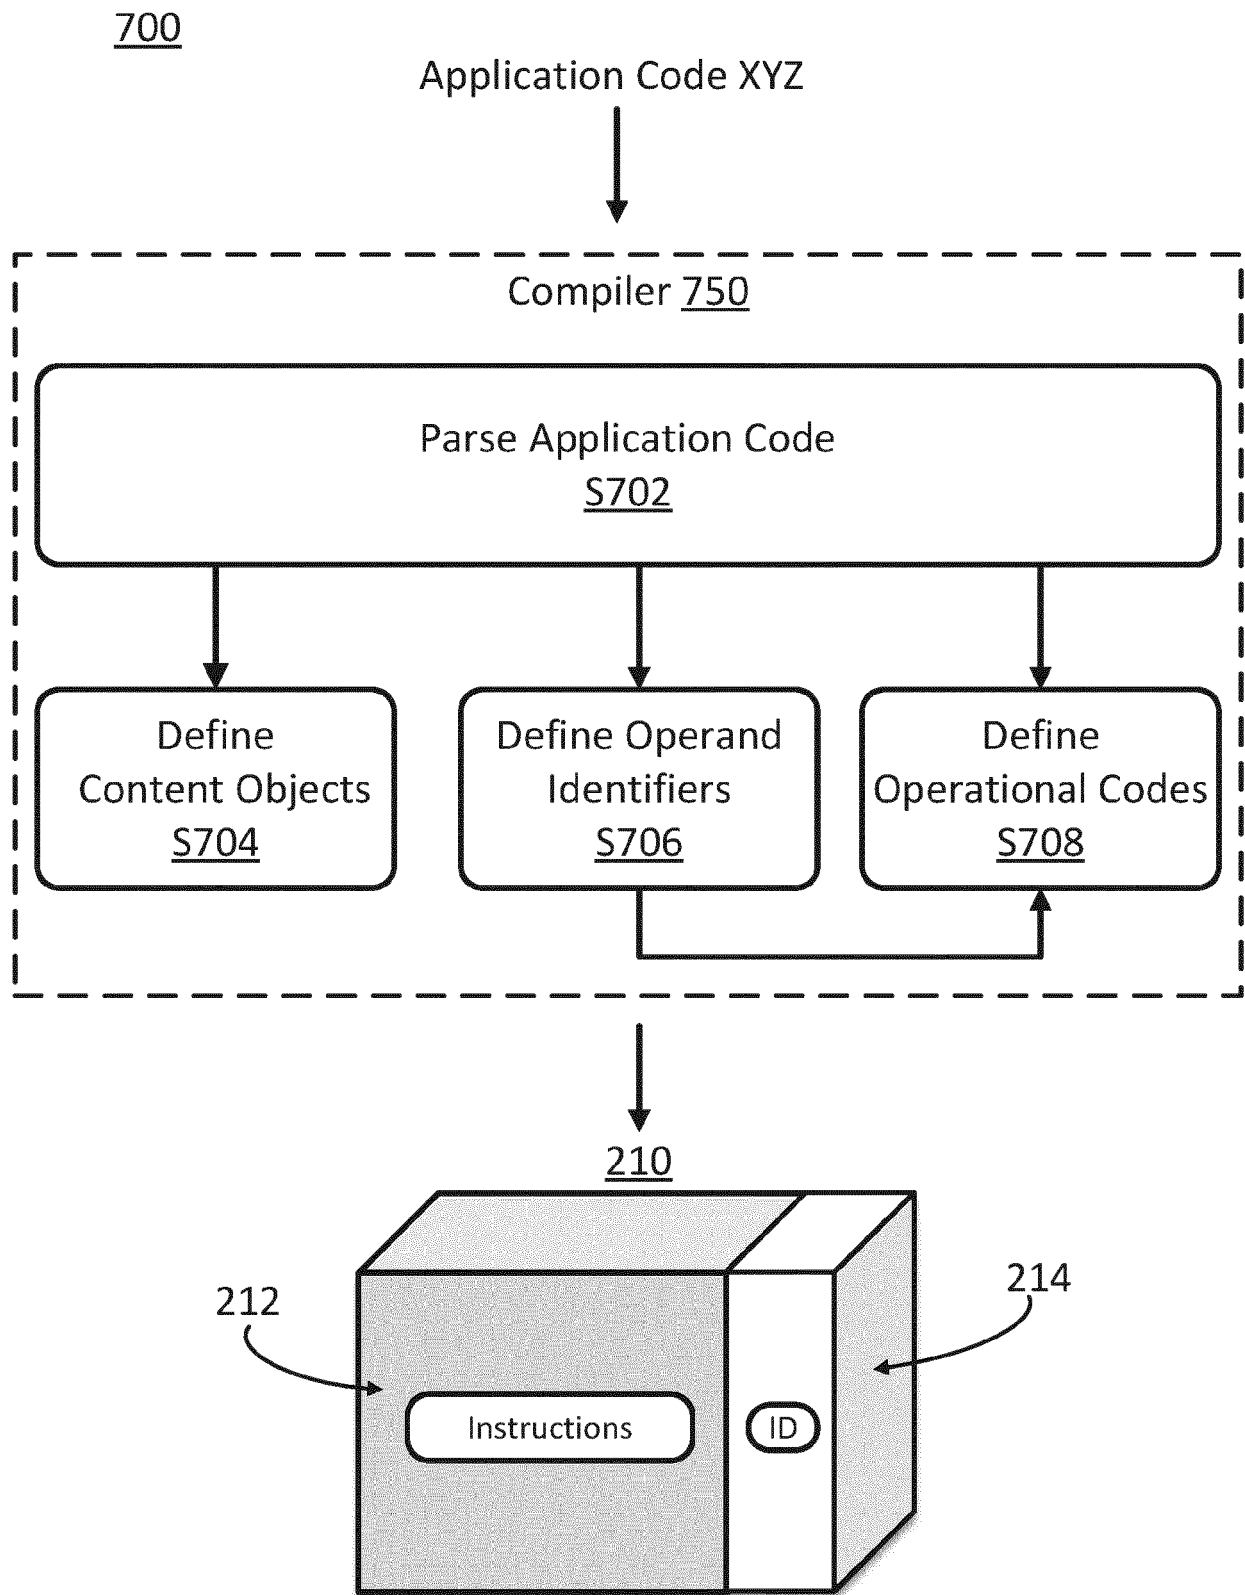 700
Application Code XYZ
Compiler 750
Parse Application Code
S702
Define
Content Objects
S704
Define Operand
Identifiers
S706
Define
Operational Codes
S708
210
212
214
Instructions
ID